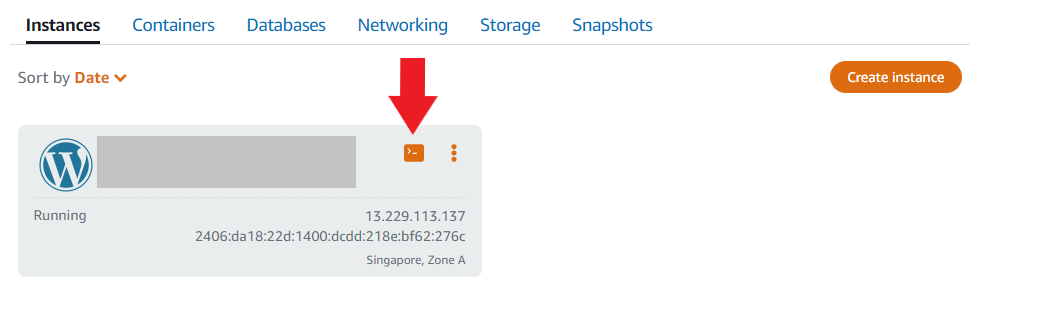 Instances Containers Databases Networking Storage Snapshots
Sort by Date
Create instance
Running
13.229.113.137
2406:da18:22d:1400:dcdd:218e:bf62:276c
Singapore, Zone A